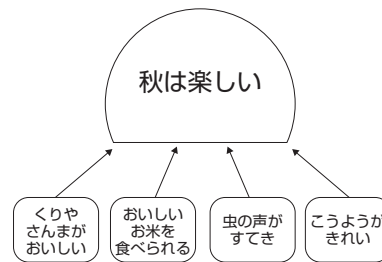 秋は楽しい
くりや
さんまが
おいしい
おいしい
お米を
食べられる
虫の声が
すてき
こうようが
きれい